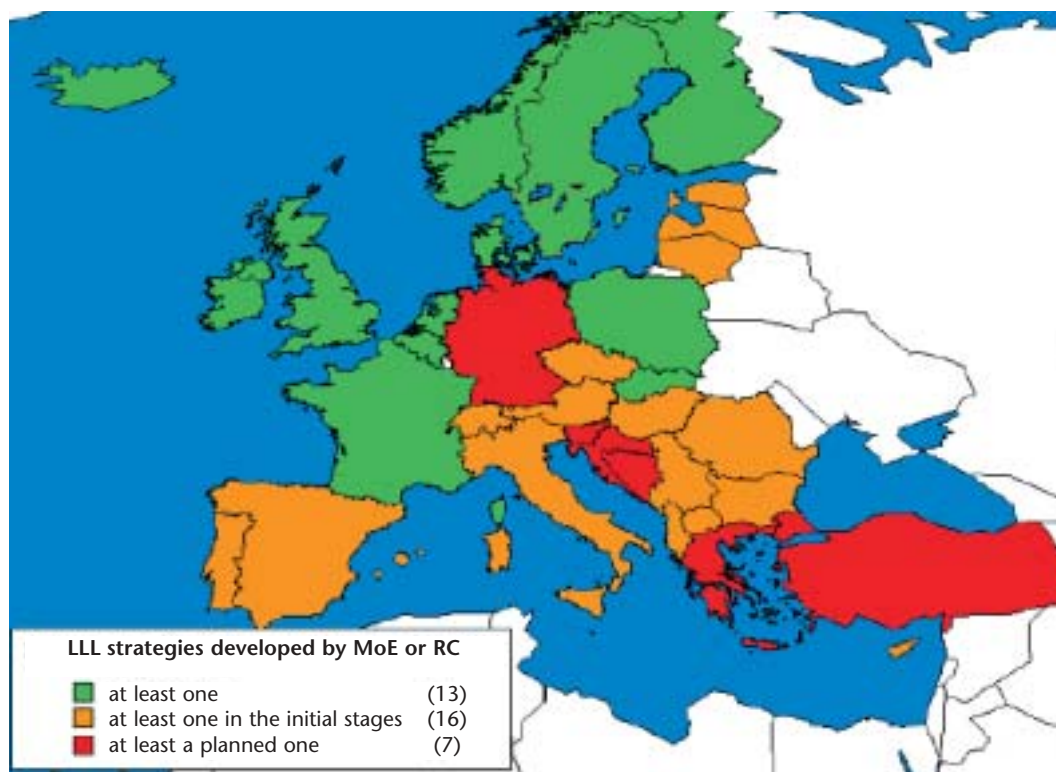 LLL strategies developed by MoE or RC
at least one (13)
at least one in the initial stages (16)
at least a planned one (7)